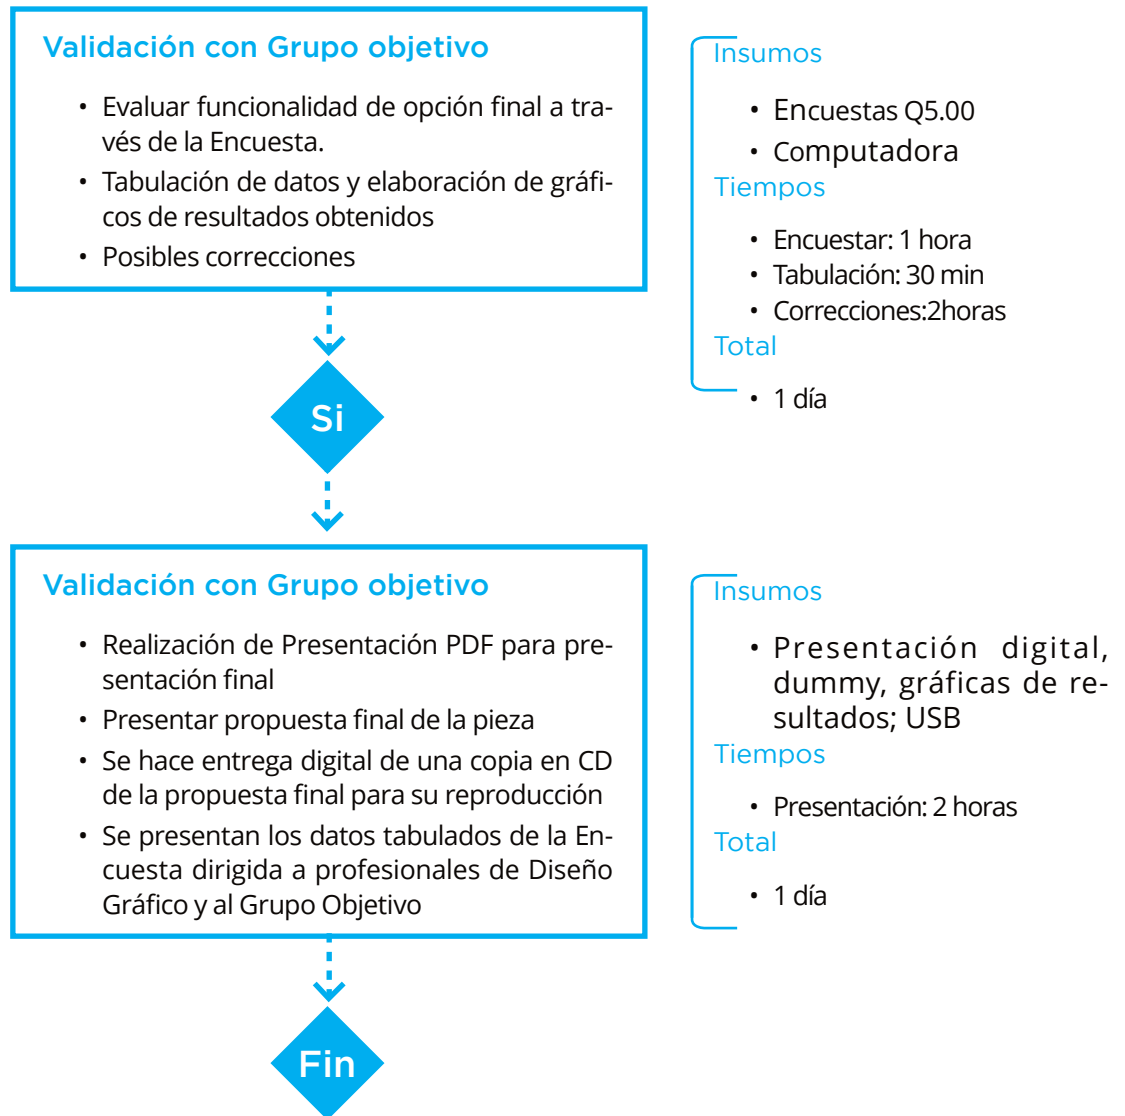 Validación con Grupo objetivo
• Evaluar funcionalidad de opción final a tra-
vés de la Encuesta.
• Tabulación de datos y elaboración de gráfi-
cos de resultados obtenidos
• Posibles correcciones
Insumos
• Encuestas Q5.00
• Computadora
Tiempos
• Encuestar: 1 hora
• Tabulación: 30 min
• Correcciones:2horas
Total
• 1 día
Si
Validación con Grupo objetivo
• Realización de Presentación PDF para pre-
sentación final
• Presentar propuesta final de la pieza
• Se hace entrega digital de una copia en CD
de la propuesta final para su reproducción
• Se presentan los datos tabulados de la En-
cuesta dirigida a profesionales de Diseño
Gráfico y al Grupo Objetivo
Insumos
• Presentación digital,
dummy, gráficas de re-
sultados; USB
Tiempos
• Presentación: 2 horas
Total
• 1 día
Fin